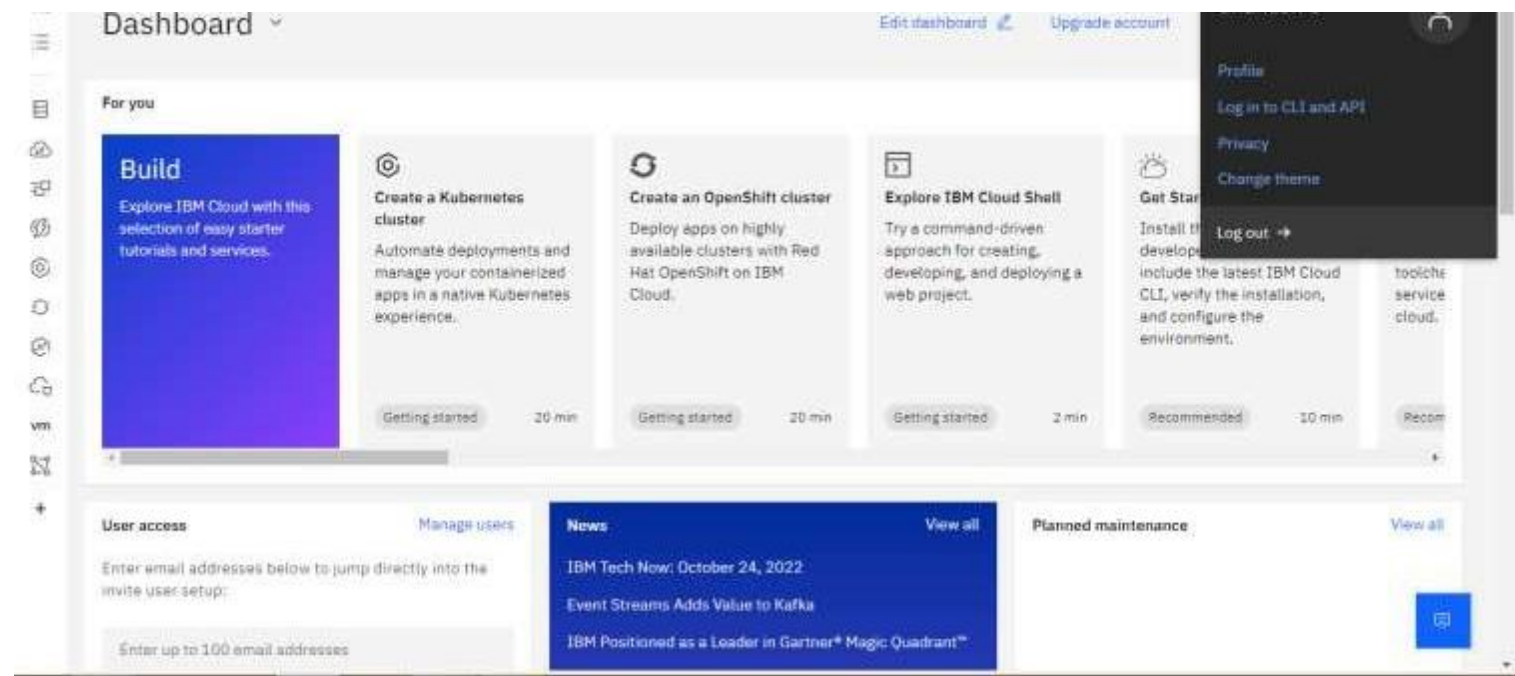 Dashboard
Edit dashboard
Upgrade account
Profile
Log in to CLI and API
Privacy
Change theme
Log out →
For you
Build
Explore IBM Cloud with this
selection of easy starter
tutorials and services.
Create a Kubernetes
cluster
Automate deployments and
manage your containerized
apps in a native Kubernetes
experience.
Getting started
20 min
Create an OpenShift cluster
Deploy apps on highly
available clusters with Red
Hat OpenShift on IBM
Cloud.
Getting started
20 min
Explore IBM Cloud Shell
Try a command-driven
approach for creating,
developing, and deploying a
web project.
Getting started
2 min
Get Star
Install th
develope
include the latest IBM Cloud
CLI, verify the installation,
and configure the
environment.
Recommended
10 min
toolcha
service
cloud.
Recom
vm
User access
Manage users
Enter email addresses below to jump directly into the
invite user setup:
Enter up to 100 email addresses
News
View all
IBM Tech Now: October 24, 2022
Event Streams Adds Value to Kafka
IBM Positioned as a Leader in Gartner® Magic Quadrant™
Planned maintenance
View all